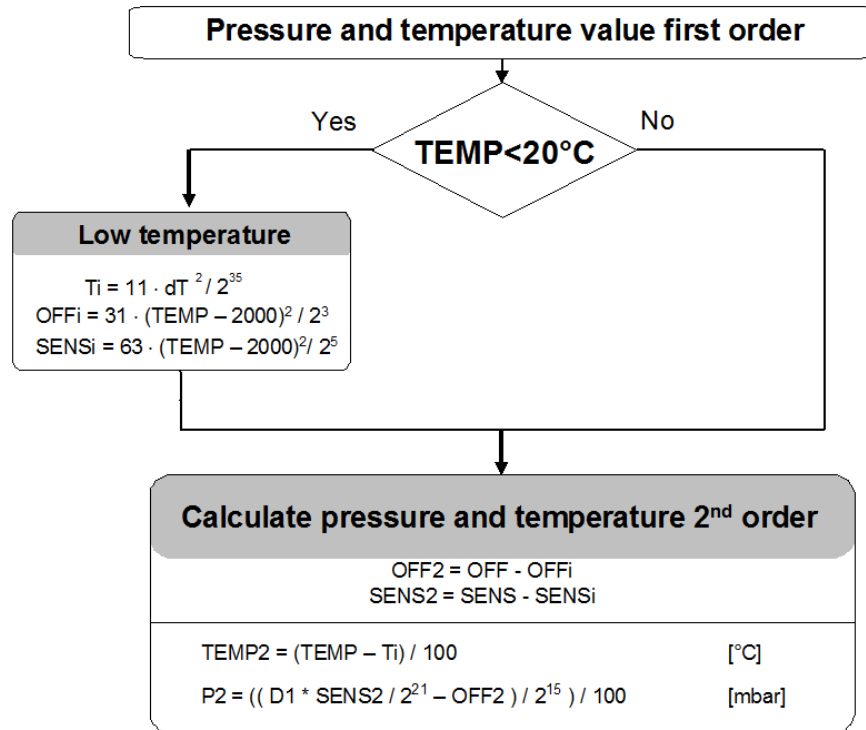 Pressure and temperature value first order
Yes
No
TEMP<20°C
Low temperature
Ti = 11 · dT ² / 2³⁵
OFFi = 31 · (TEMP – 2000)² / 2³
SENSi = 63 · (TEMP – 2000)²/ 2⁵
Calculate pressure and temperature 2ⁿᵈ order
OFF2 = OFF - OFFi
SENS2 = SENS - SENSi
TEMP2 = (TEMP – Ti) / 100 [°C]
P2 = (( D1 * SENS2 / 2²¹ – OFF2 ) / 2¹⁵ ) / 100 [mbar]